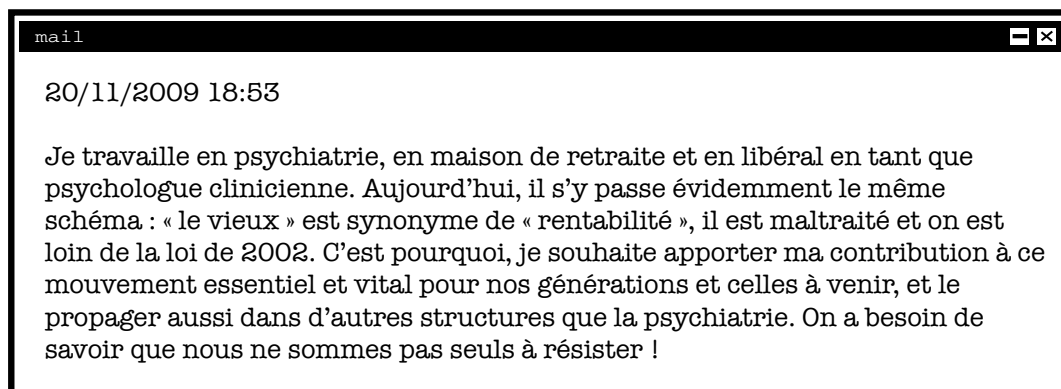 mail
20/11/2009 18:53
Je travaille en psychiatrie, en maison de retraite et en libéral en tant que
psychologue clinicienne. Aujourd’hui, il s’y passe évidemment le même
schéma : « le vieux » est synonyme de « rentabilité », il est maltraité et on est
loin de la loi de 2002. C’est pourquoi, je souhaite apporter ma contribution à ce
mouvement essentiel et vital pour nos générations et celles à venir, et le
propager aussi dans d’autres structures que la psychiatrie. On a besoin de
savoir que nous ne sommes pas seuls à résister !